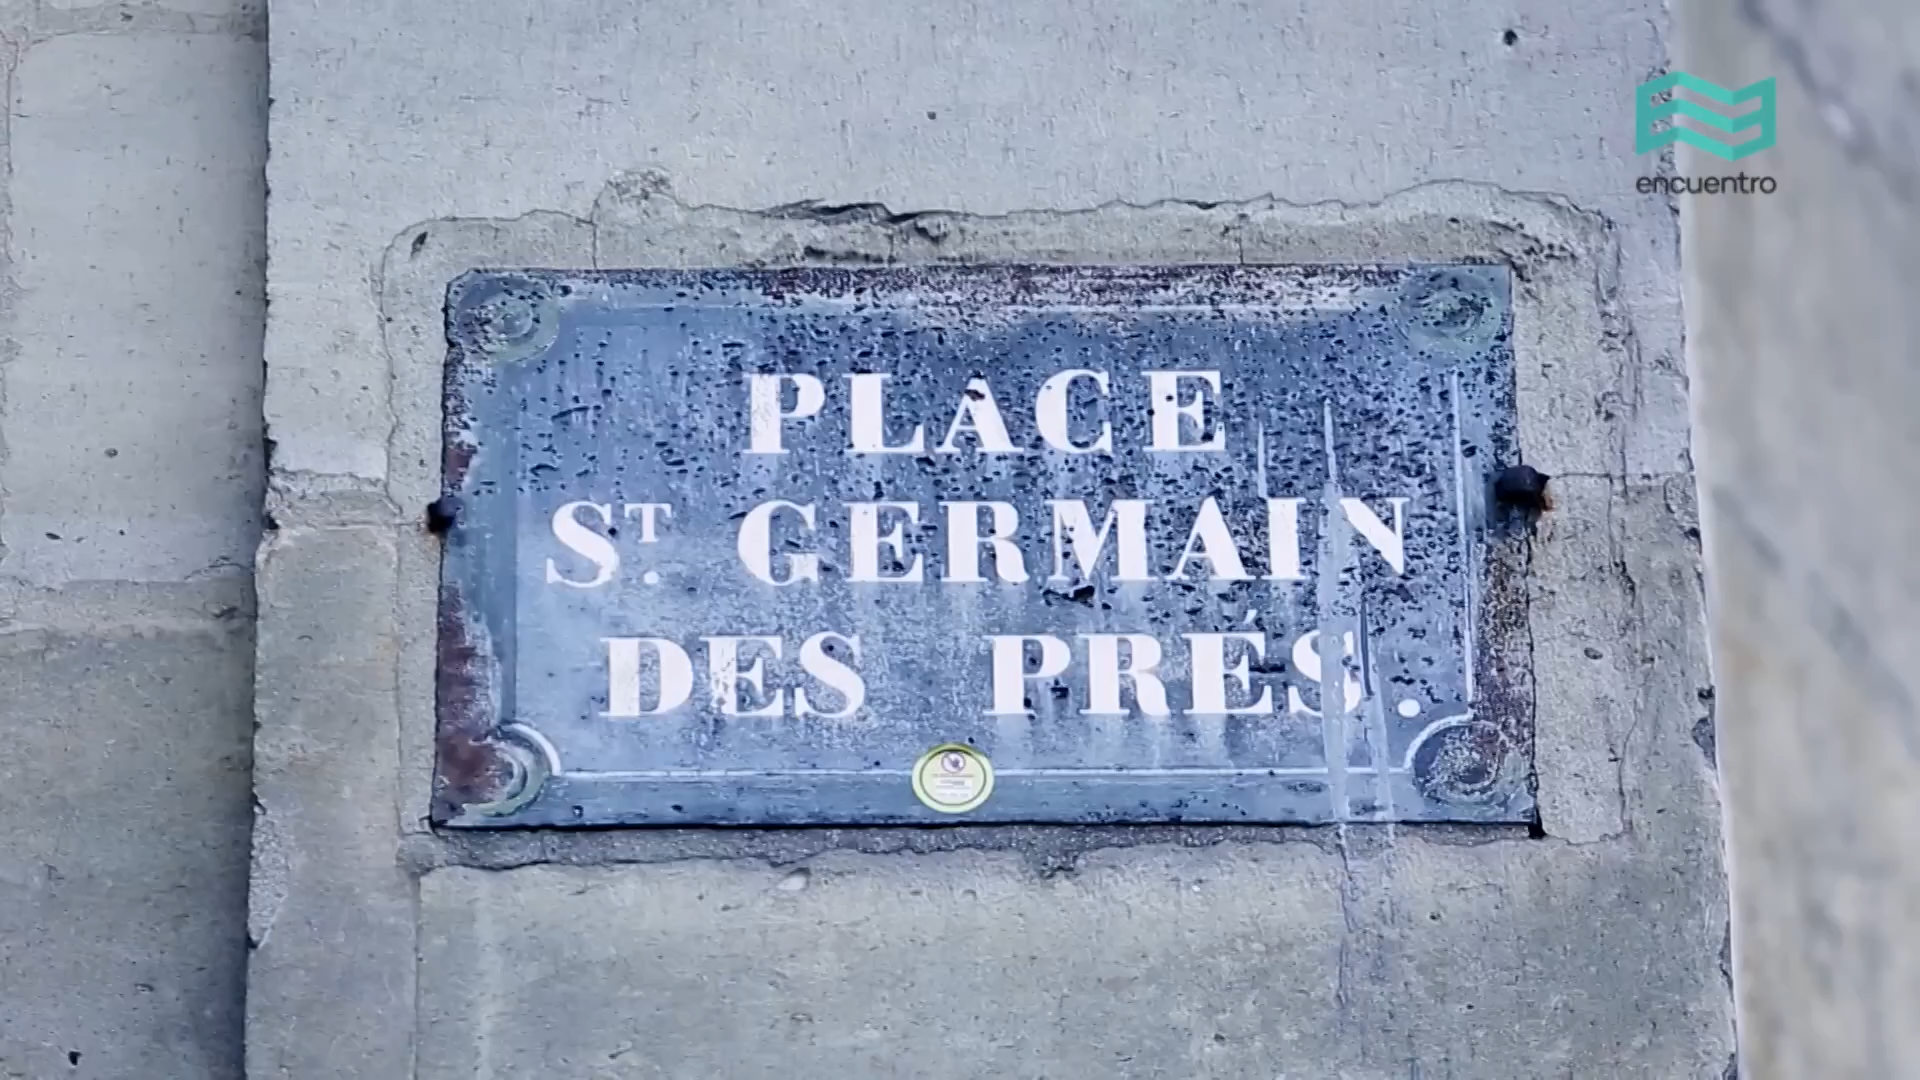 encuentro
PLACE
ST. GERMAIN
DES PRÉS.